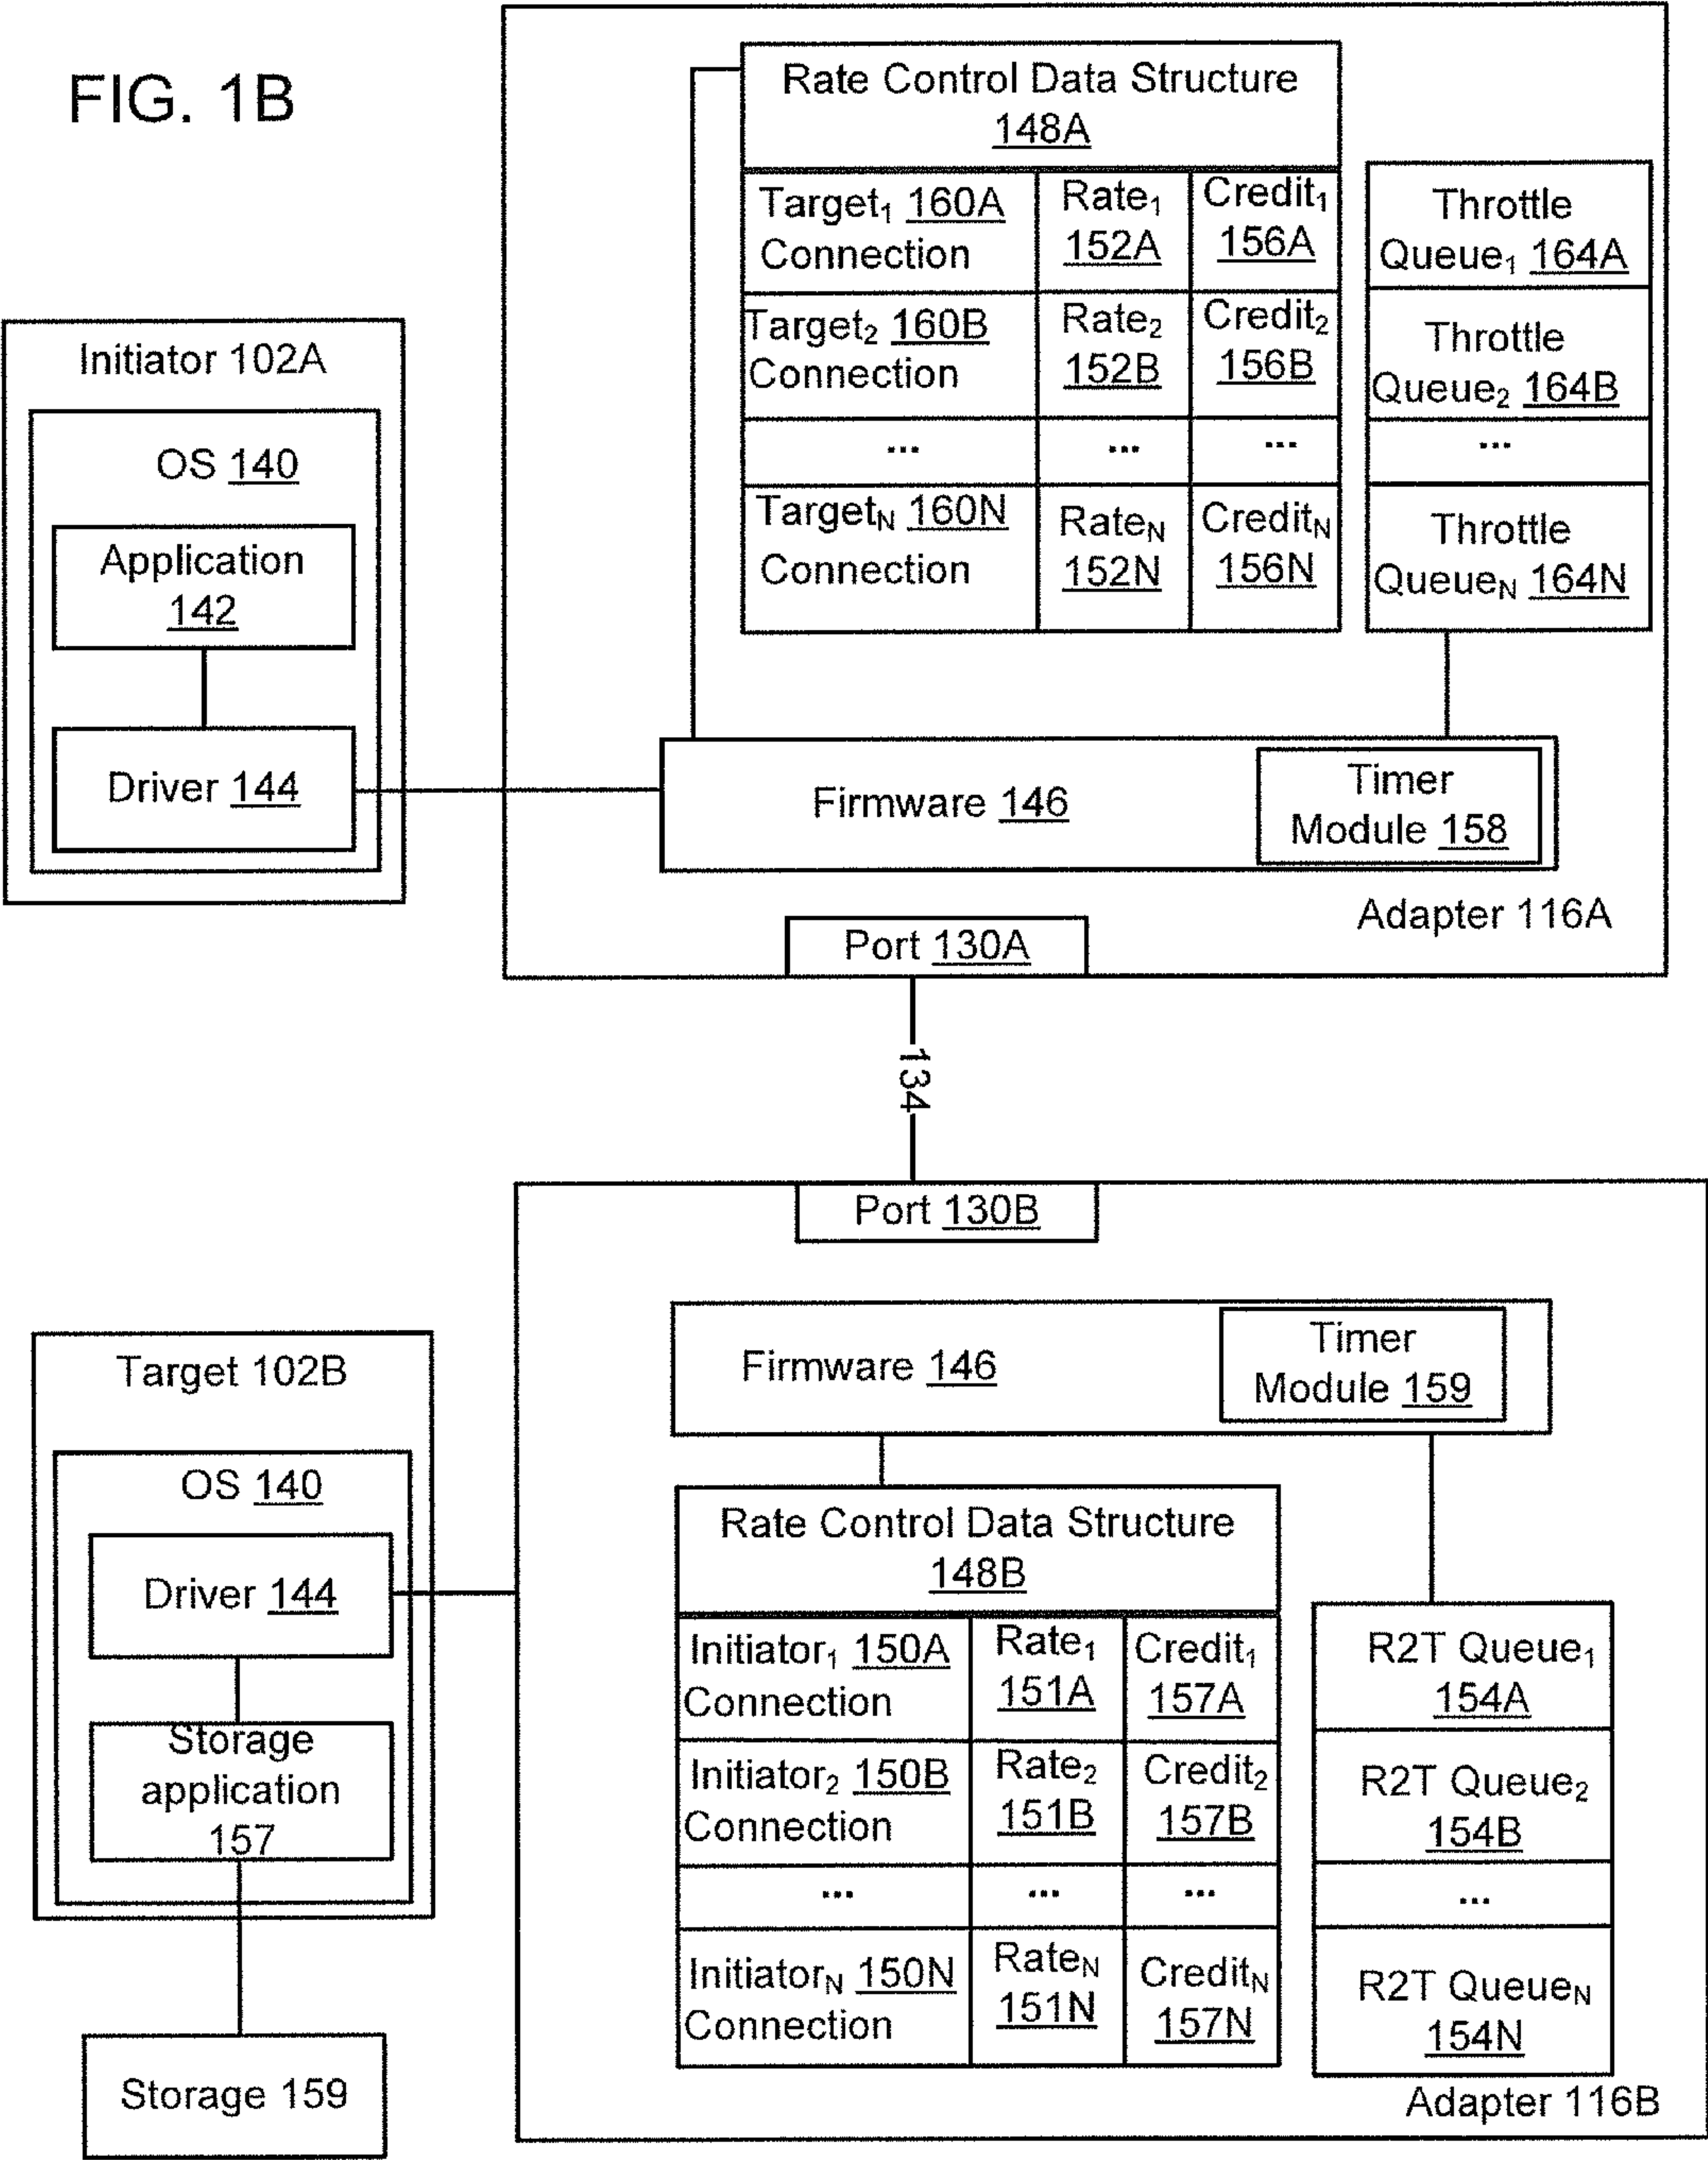 FIG. 1B
Rate Control Data Structure
148A
Target1 160A
Connection
Rate1
152A
Credit1
156A
Target2 160B
Connection
Rate2
152B
Credit2
156B
...
...
...
TargetN 160N
Connection
RateN
152N
CreditN
156N
Throttle
Queue1 164A
Throttle
Queue2 164B
...
Throttle
QueueN 164N
Initiator 102A
OS 140
Application
142
Driver 144
Firmware 146
Timer
Module 158
Adapter 116A
Port 130A
134
Port 130B
Firmware 146
Timer
Module 159
Target 102B
OS 140
Driver 144
Storage
application
157
Storage 159
Rate Control Data Structure
148B
Initiator1 150A
Connection
Rate1
151A
Credit1
157A
Initiator2 150B
Connection
Rate2
151B
Credit2
157B
...
...
...
InitiatorN 150N
Connection
RateN
151N
CreditN
157N
R2T Queue1
154A
R2T Queue2
154B
...
R2T QueueN
154N
Adapter 116B